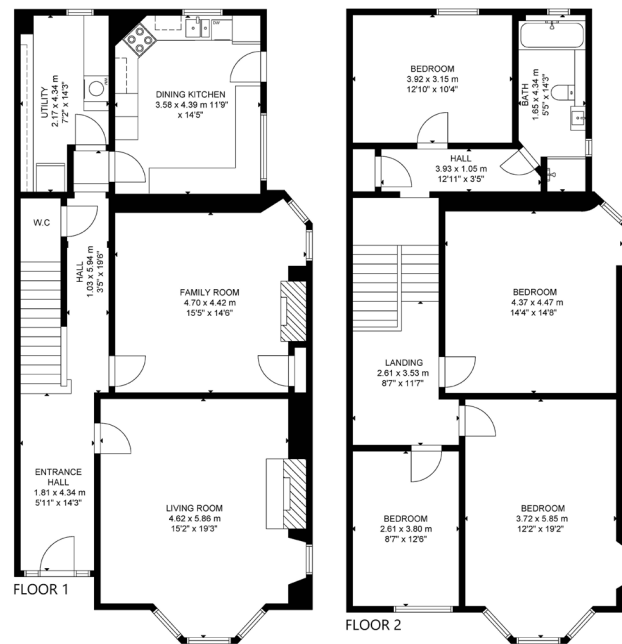 UTILITY
2.17 x 4.34 m
7'2" x 14'3"
DW
DINING KITCHEN
3.58 x 4.39 m 11'9"
x 14'5"
W.C
HALL
1.03 x 5.94 m
3'5" x 19'6"
FAMILY ROOM
4.70 x 4.42 m
15'5" x 14'6"
ENTRANCE
HALL
1.81 x 4.34 m
5'11" x 14'3"
LIVING ROOM
4.62 x 5.86 m
15'2" x 19'3"
FLOOR 1
BEDROOM
3.92 x 3.15 m
12'10" x 10'4"
BATH
1.65 x 4.34 m
5'5" x 14'3"
HALL
3.93 x 1.05 m
12'11" x 3'5"
BEDROOM
4.37 x 4.47 m
14'4" x 14'8"
LANDING
2.61 x 3.53 m
8'7" x 11'7"
BEDROOM
2.61 x 3.80 m
8'7" x 12'6"
BEDROOM
3.72 x 5.85 m
12'2" x 19'2"
FLOOR 2